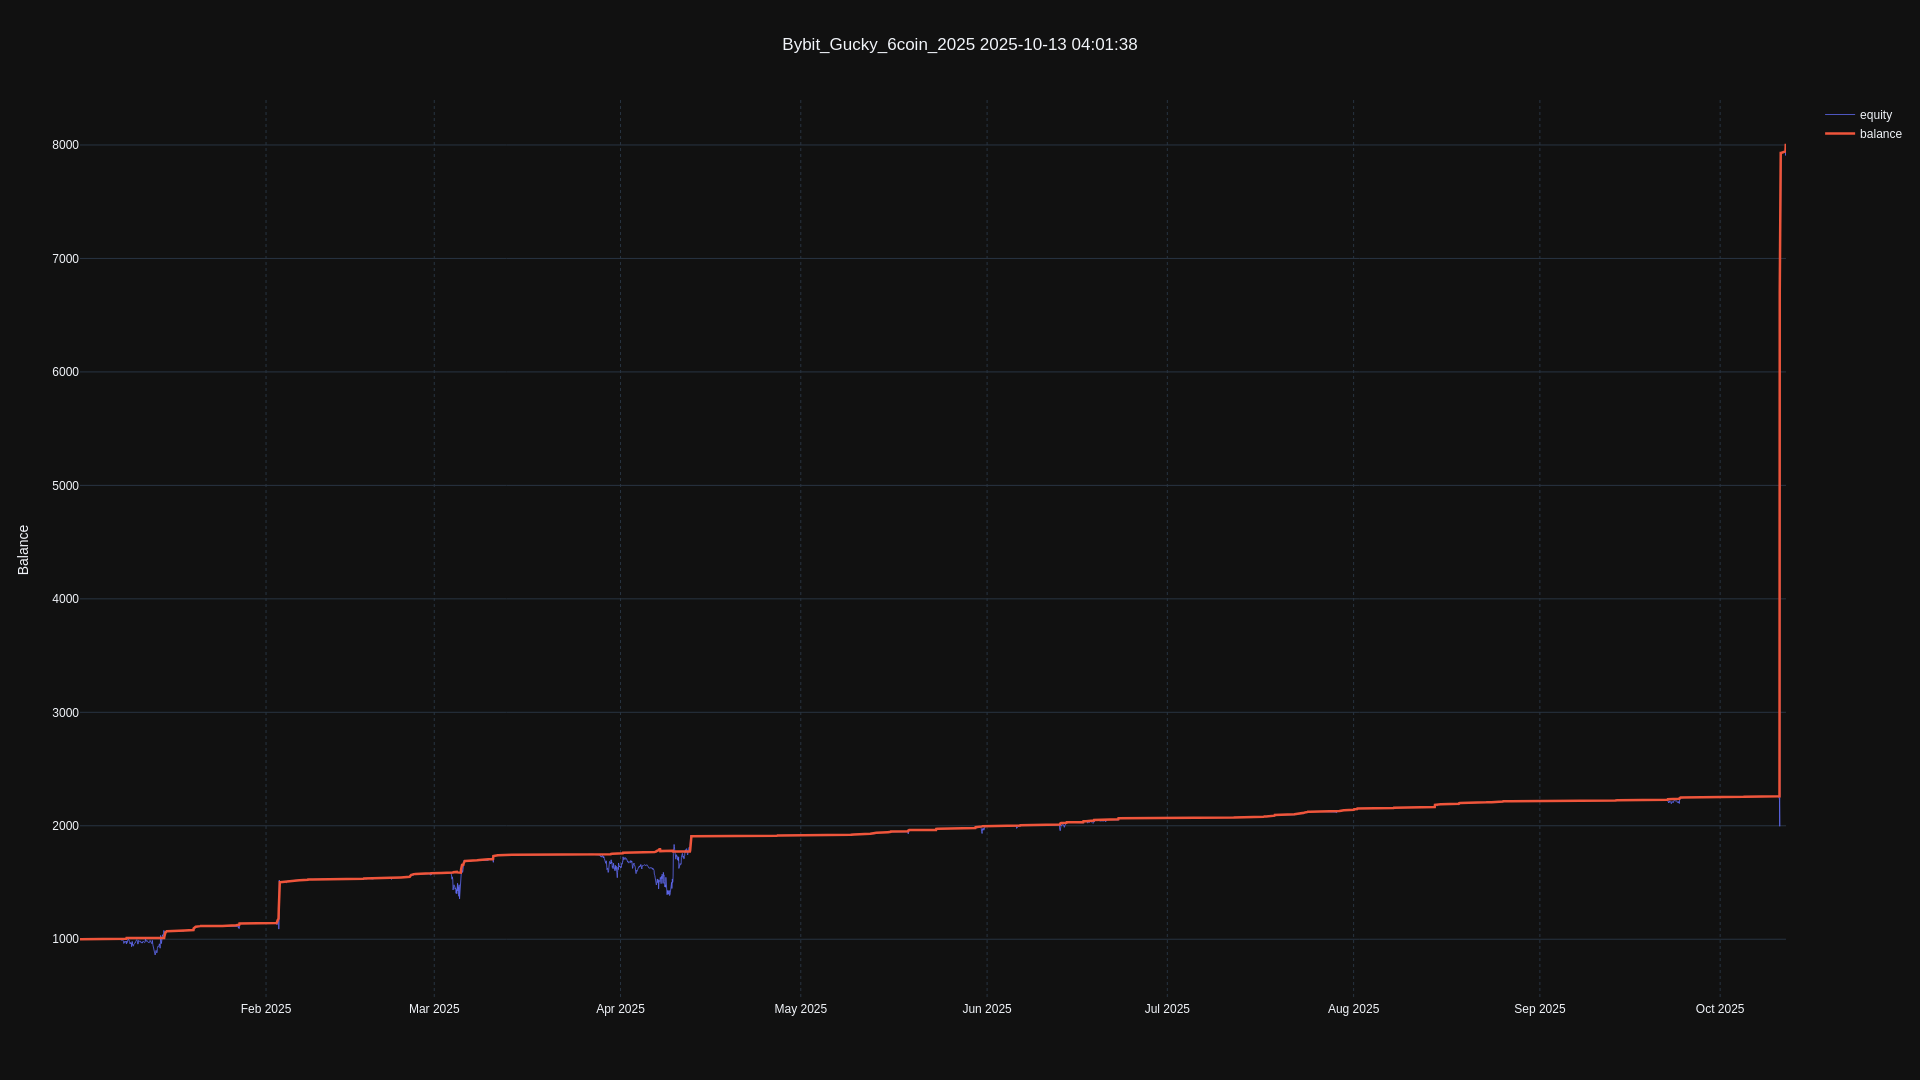 Bybit_Gucky_6coin_2025 2025-10-13 04:01:38
equity
balance
8000
7000
6000
5000
4000
3000
2000
1000
Balance
Feb 2025
Mar 2025
Apr 2025
May 2025
Jun 2025
Jul 2025
Aug 2025
Sep 2025
Oct 2025